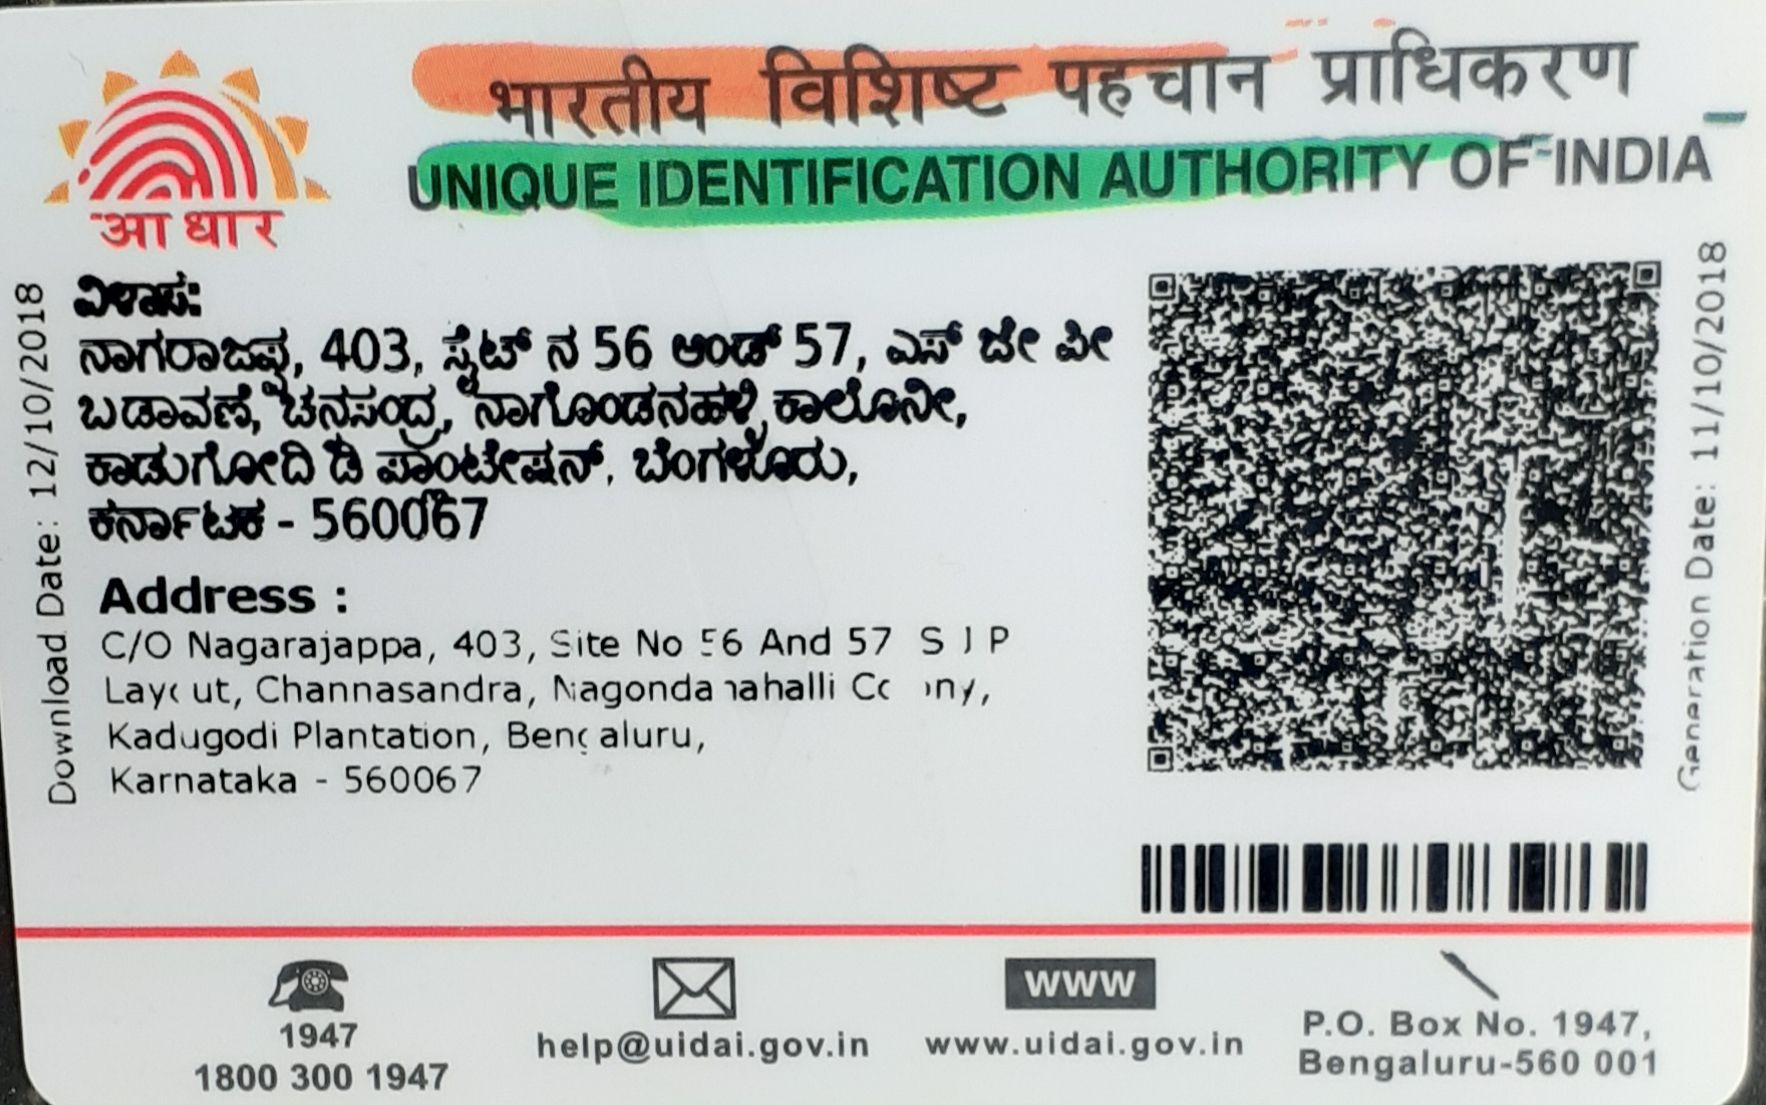 भारतीय विशिष्ट पहचान प्राधिकरण
UNIQUE IDENTIFICATION AUTHORITY OF INDIA
आधार
Download Date: 12/10/2018
ವಿಳಾಸ:
ನಾಗರಾಜಪ್ಪ, 403, ಸೈಟ್ ನ 56 ಅಂಡ್ 57, ಎಸ್ ಜೇ ಪೀ
ಬಡಾವಣೆ, ಚನಸಂದ್ರ, ನಾಗೊಂಡನಹಳ್ಳಿ ಕಾಲೊನೀ,
ಕಾಡುಗೋದಿ ಡಿ ಪ್ಲಾಂಟೇಷನ್, ಬೆಂಗಳೂರು,
ಕರ್ನಾಟಕ - 560067
Address :
C/O Nagarajappa, 403, Site No 56 And 57 S J P
Layout, Channasandra, Nagondanahalli Colony,
Kadugodi Plantation, Bengaluru,
Karnataka - 560067
Generation Date: 11/10/2018
1947
1800 300 1947
help@uidai.gov.in
WWW
www.uidai.gov.in
P.O. Box No. 1947,
Bengaluru-560 001